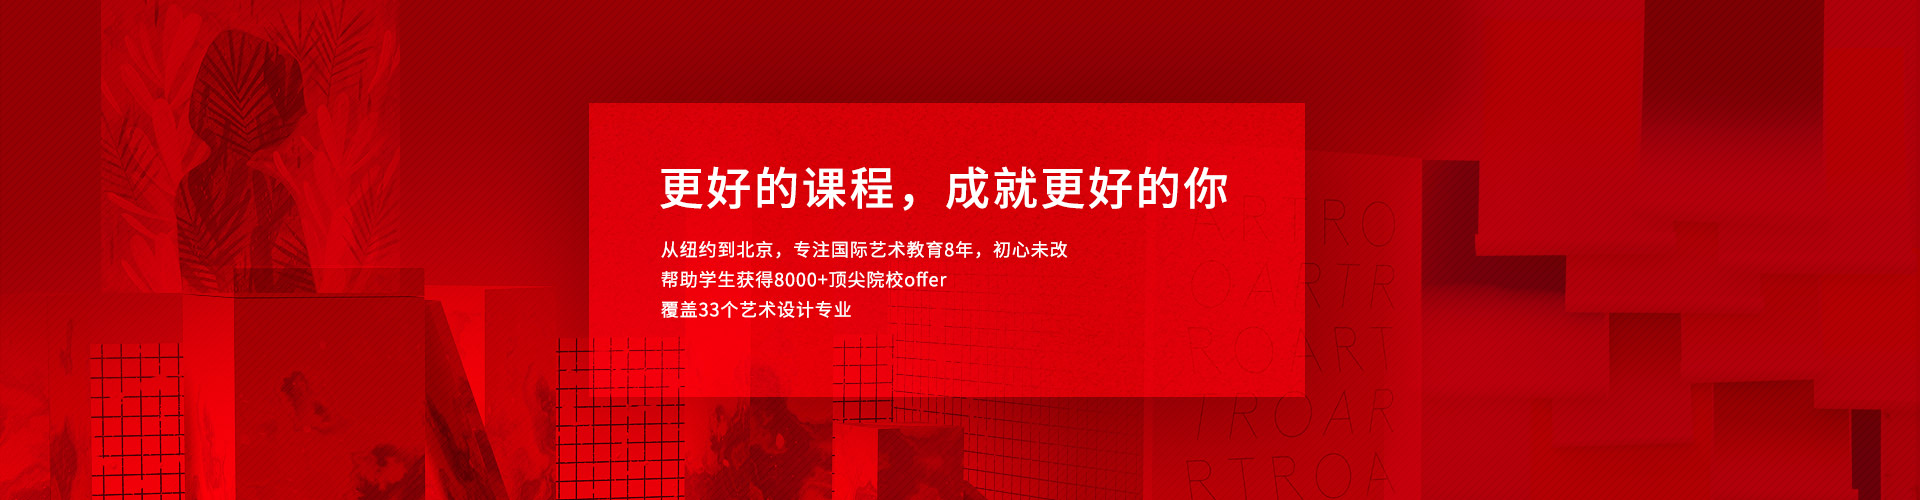 更好的课程，成就更好的你
从纽约到北京，专注国际艺术教育8年，初心未改
帮助学生获得8000+顶尖院校offer
覆盖33个艺术设计专业
ARTRO
OARTR
ROART
TROAR
RTROA